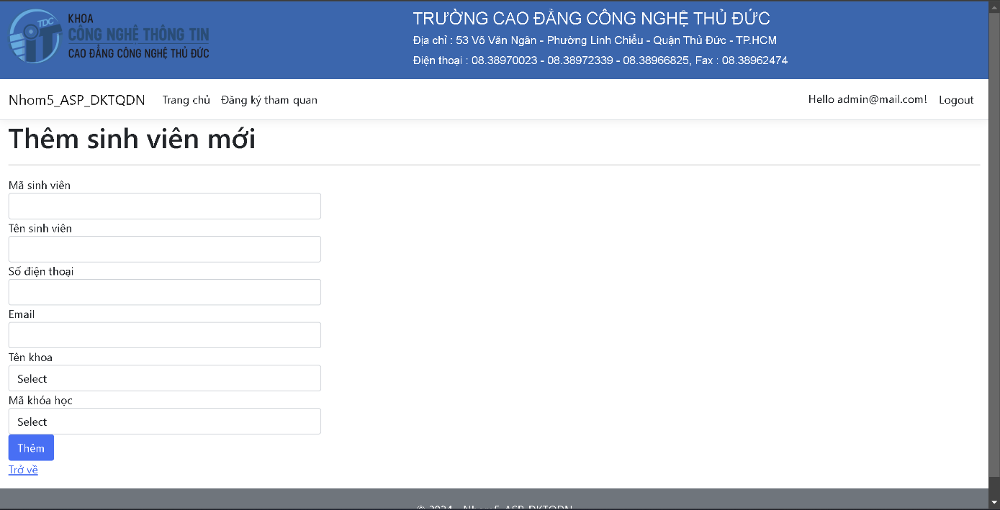 TDC
KHOA
CÔNG NGHỆ THÔNG TIN
CAO ĐẲNG CÔNG NGHỆ THỦ ĐỨC
TRƯỜNG CAO ĐẲNG CÔNG NGHỆ THỦ ĐỨC
Địa chỉ : 53 Võ Văn Ngân - Phường Linh Chiểu - Quận Thủ Đức - TP.HCM
Điện thoại : 08.38970023 - 08.38972339 - 08.38966825, Fax : 08.38962474
Nhom5_ASP_DKTQDN Trang chủ Đăng ký tham quan Hello admin@mail.com! Logout
Thêm sinh viên mới
Mã sinh viên
Tên sinh viên
Số điện thoại
Email
Tên khoa
Select
Mã khóa học
Select
Thêm
Trở về
© 2024 - Nhom5_ASP_DKTQDN